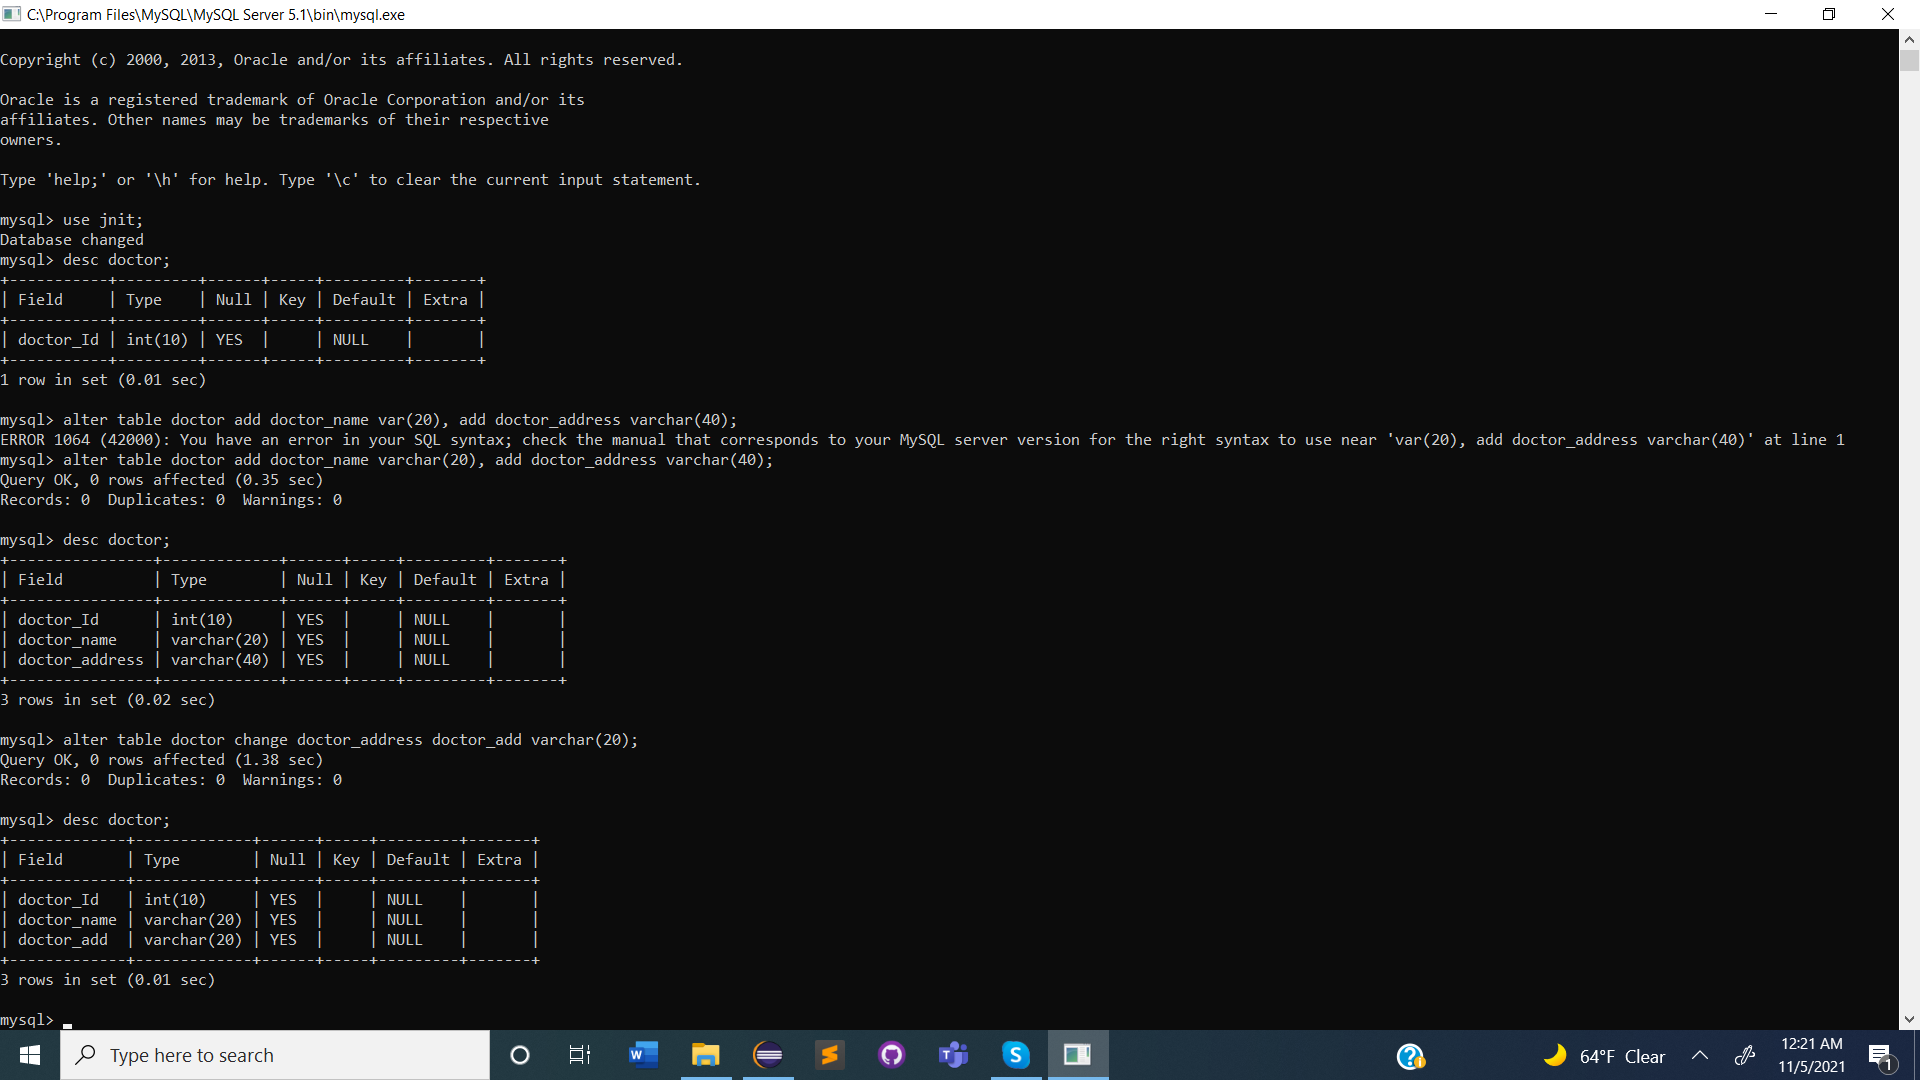 C:\Program Files\MySQL\MySQL Server 5.1\bin\mysql.exe
Copyright (c) 2000, 2013, Oracle and/or its affiliates. All rights reserved.
Oracle is a registered trademark of Oracle Corporation and/or its
affiliates. Other names may be trademarks of their respective
owners.
Type 'help;' or '\h' for help. Type '\c' to clear the current input statement.
mysql> use jnit;
Database changed
mysql> desc doctor;
+-----------+---------+------+-----+---------+-------+
| Field     | Type    | Null | Key | Default | Extra |
+-----------+---------+------+-----+---------+-------+
| doctor_Id | int(10) | YES  |     | NULL    |       |
+-----------+---------+------+-----+---------+-------+
1 row in set (0.01 sec)
mysql> alter table doctor add doctor_name var(20), add doctor_address varchar(40);
ERROR 1064 (42000): You have an error in your SQL syntax; check the manual that corresponds to your MySQL server version for the right syntax to use near 'var(20), add doctor_address varchar(40)' at line 1
mysql> alter table doctor add doctor_name varchar(20), add doctor_address varchar(40);
Query OK, 0 rows affected (0.35 sec)
Records: 0  Duplicates: 0  Warnings: 0
mysql> desc doctor;
+----------------+-------------+------+-----+---------+-------+
| Field          | Type        | Null | Key | Default | Extra |
+----------------+-------------+------+-----+---------+-------+
| doctor_Id      | int(10)     | YES  |     | NULL    |       |
| doctor_name    | varchar(20) | YES  |     | NULL    |       |
| doctor_address | varchar(40) | YES  |     | NULL    |       |
+----------------+-------------+------+-----+---------+-------+
3 rows in set (0.02 sec)
mysql> alter table doctor change doctor_address doctor_add varchar(20);
Query OK, 0 rows affected (1.38 sec)
Records: 0  Duplicates: 0  Warnings: 0
mysql> desc doctor;
+-------------+-------------+------+-----+---------+-------+
| Field       | Type        | Null | Key | Default | Extra |
+-------------+-------------+------+-----+---------+-------+
| doctor_Id   | int(10)     | YES  |     | NULL    |       |
| doctor_name | varchar(20) | YES  |     | NULL    |       |
| doctor_add  | varchar(20) | YES  |     | NULL    |       |
+-------------+-------------+------+-----+---------+-------+
3 rows in set (0.01 sec)
mysql>
Type here to search
64°F Clear
12:21 AM
11/5/2021
1